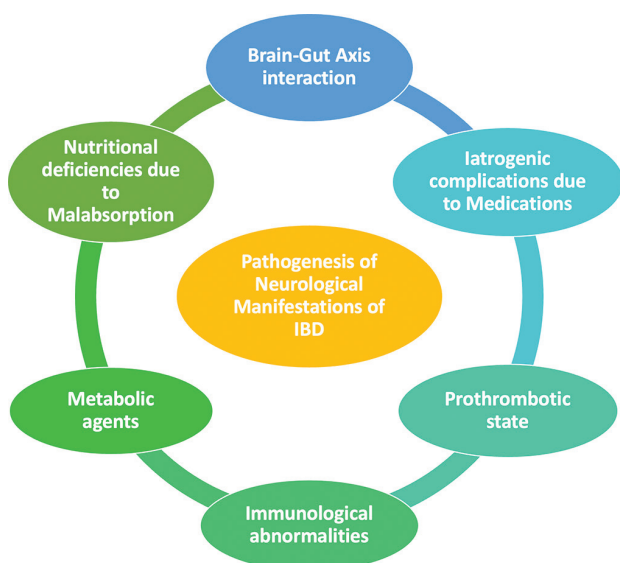 Brain-Gut Axis
interaction
Nutritional
deficiencies due
to
Malabsorption
Iatrogenic
complications due
to Medications
Pathogenesis of
Neurological
Manifestations of
IBD
Metabolic
agents
Prothrombotic
state
Immunological
abnormalities